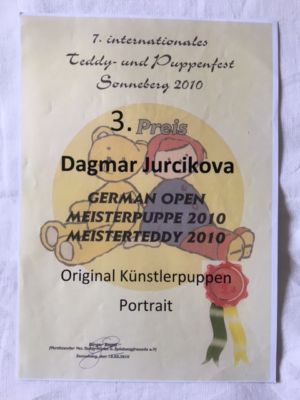 7. internationales
Teddy- und Puppenfest
Sonneberg 2010
3. Preis
Dagmar Jurcikova
GERMAN OPEN
MEISTERPUPPE 2010
MEISTERTEDDY 2010
Original Künstlerpuppen
Portrait